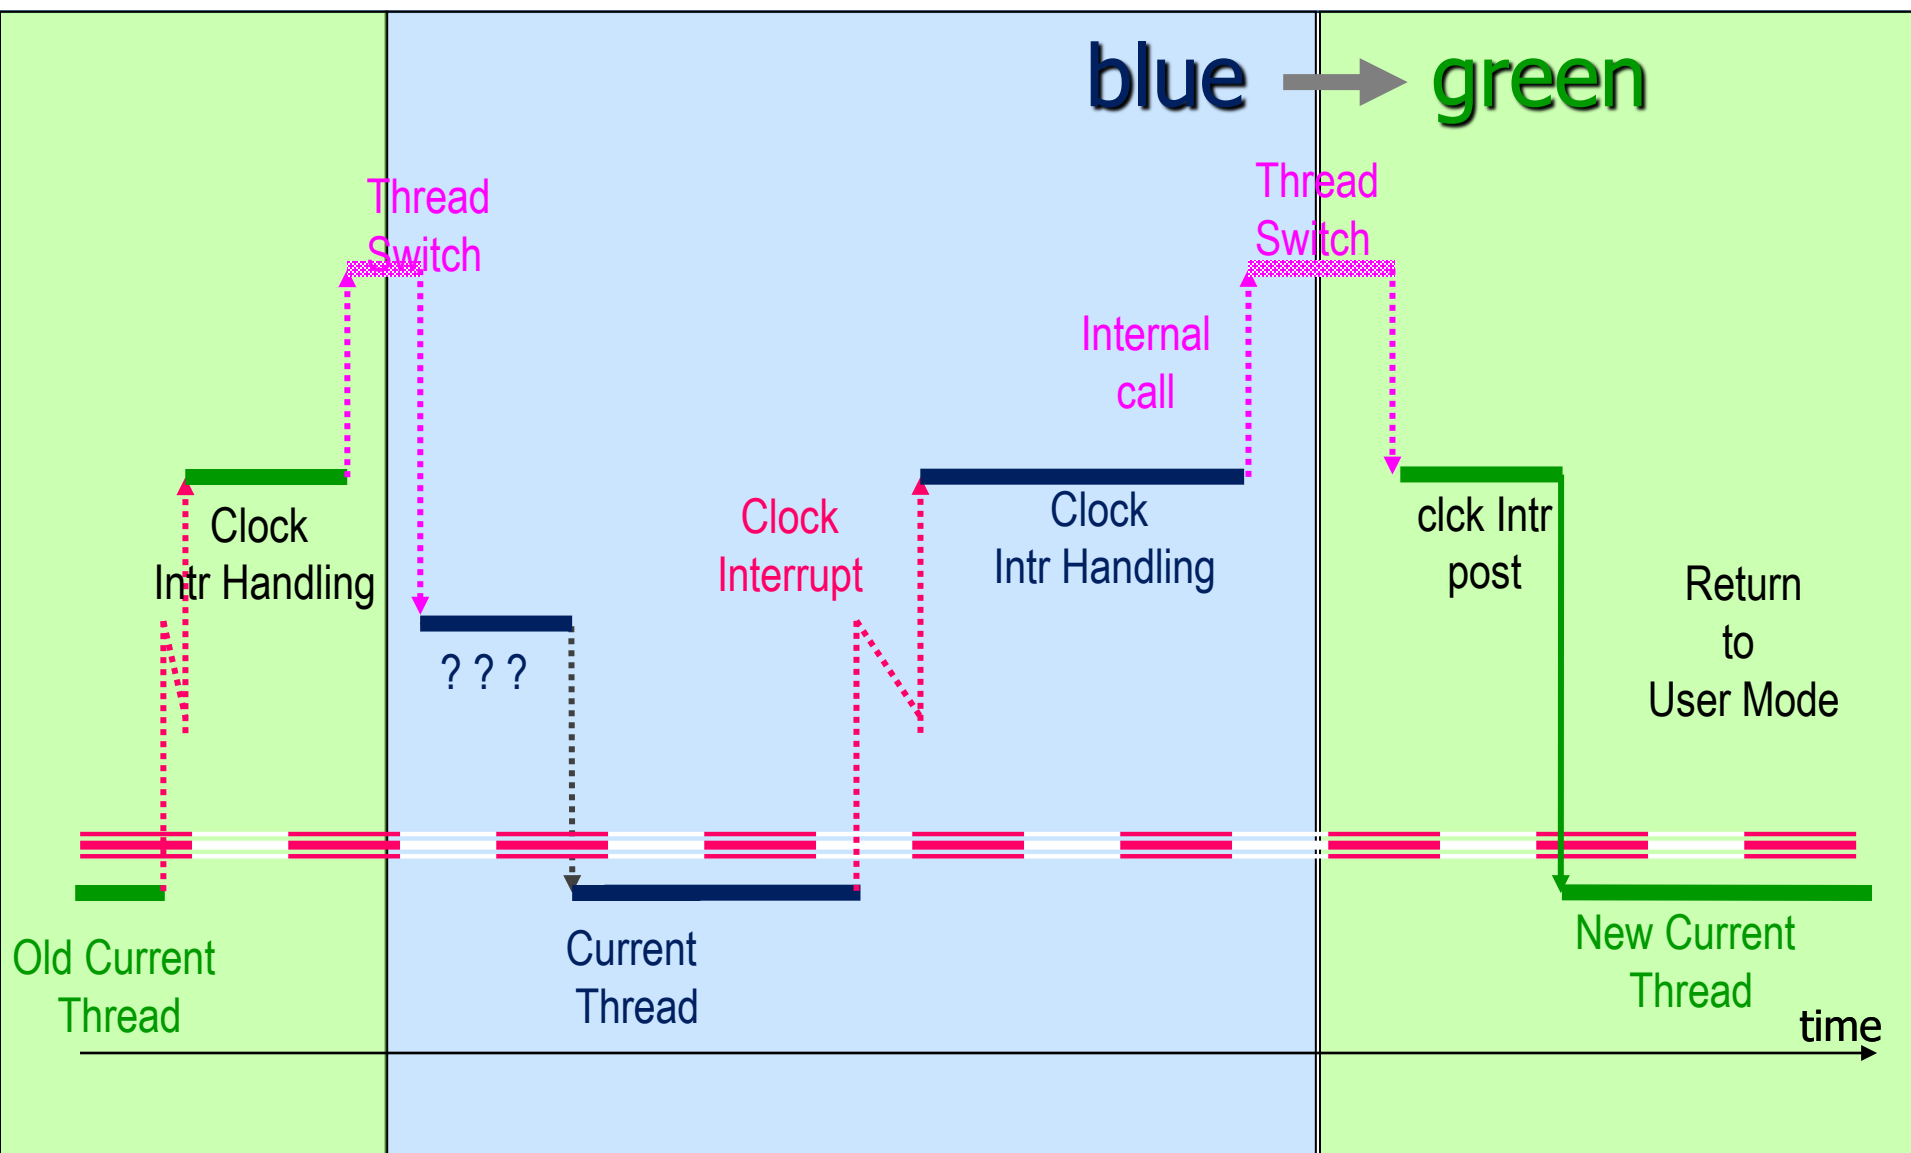 blue
green
Thread
Switch
Thread
Switch
Internal
call
Clock
Intr Handling
Clock
Interrupt
Clock
Intr Handling
clck Intr
post
Return
to
User Mode
? ? ?
Old Current
Thread
Current
Thread
New Current
Thread
time